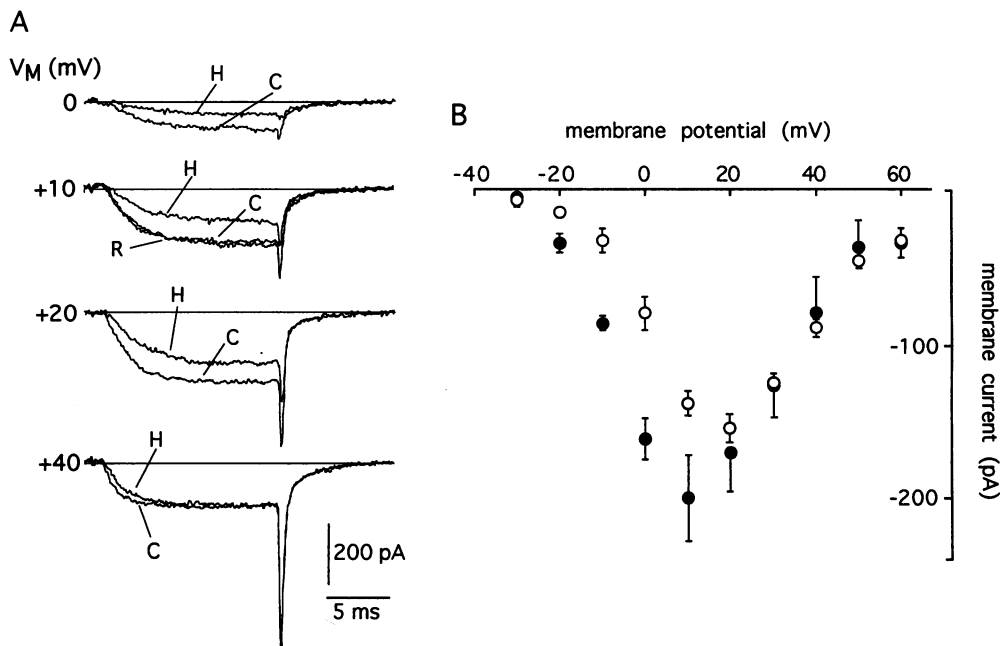 A
VM (mV)
0
H
C
+10
H
C
R
+20
H
C
+40
H
C
200 pA
5 ms
B
membrane potential (mV)
-40 -20 0 20 40 60
-100
-200
membrane current (pA)